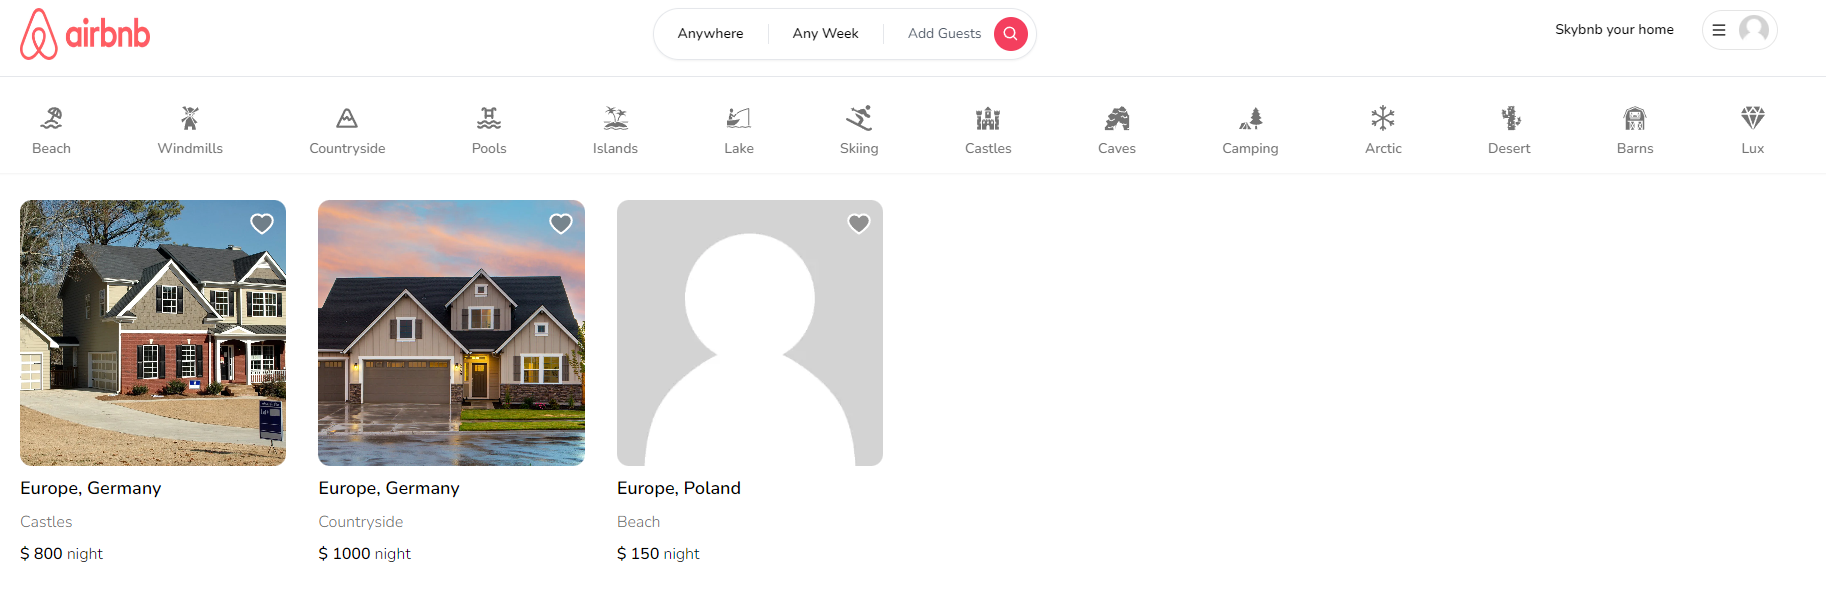 airbnb
Anywhere
Any Week
Add Guests
Skybnb your home
Beach
Windmills
Countryside
Pools
Islands
Lake
Skiing
Castles
Caves
Camping
Arctic
Desert
Barns
Lux
Europe, Germany
Castles
$ 800 night
Europe, Germany
Countryside
$ 1000 night
Europe, Poland
Beach
$ 150 night